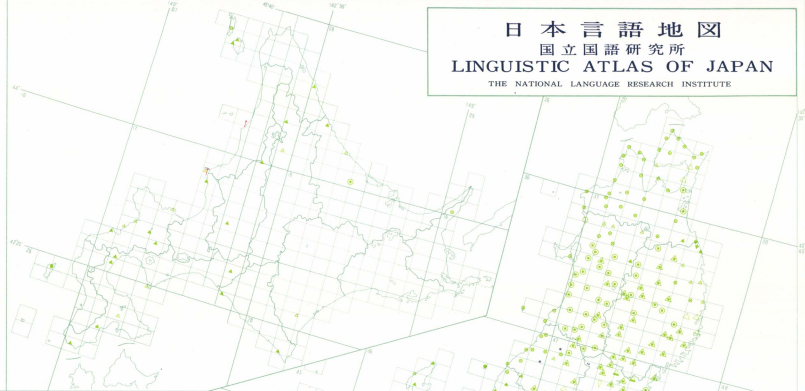 日本言語地図
国立国語研究所
LINGUISTIC ATLAS OF JAPAN
THE NATIONAL LANGUAGE RESEARCH INSTITUTE